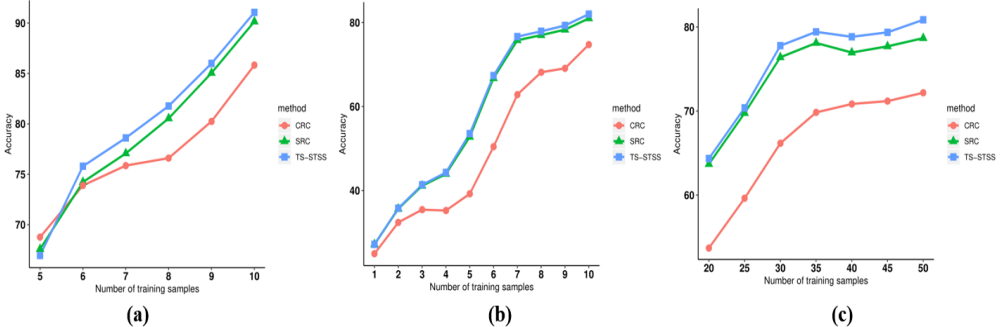 Accuracy
90
85
80
75
70
5 6 7 8 9 10
Number of training samples
method
CRC
SRC
TS-STSS
(a)
Accuracy
80
60
40
1 2 3 4 5 6 7 8 9 10
Number of training samples
method
CRC
SRC
TS-STSS
(b)
Accuracy
80
70
60
20 25 30 35 40 45 50
Number of training samples
method
CRC
SRC
TS-STSS
(c)